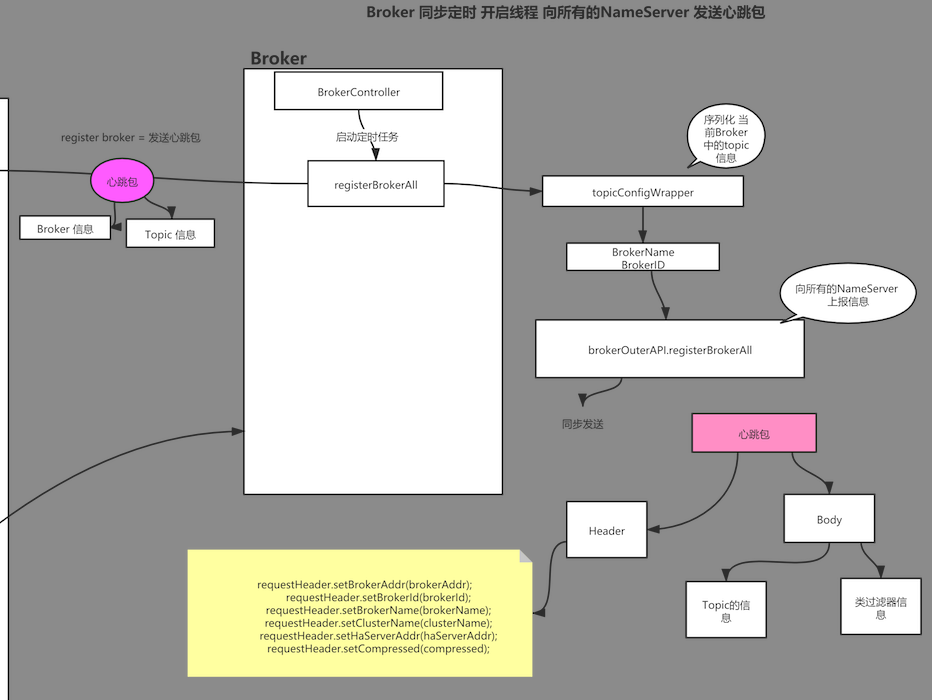 Broker 同步定时 开启线程 向所有的NameServer 发送心跳包
Broker
BrokerController
启动定时任务
registerBrokerAll
register broker = 发送心跳包
心跳包
Broker 信息
Topic 信息
序列化 当
前Broker
中的topic
信息
topicConfigWrapper
BrokerName
BrokerID
向所有的NameServer
上报信息
brokerOuterAPI.registerBrokerAll
同步发送
心跳包
Header
Body
Topic的信
息
类过滤器信
息
requestHeader.setBrokerAddr(brokerAddr);
requestHeader.setBrokerId(brokerId);
requestHeader.setBrokerName(brokerName);
requestHeader.setClusterName(clusterName);
requestHeader.setHaServerAddr(haServerAddr);
requestHeader.setCompressed(compressed);